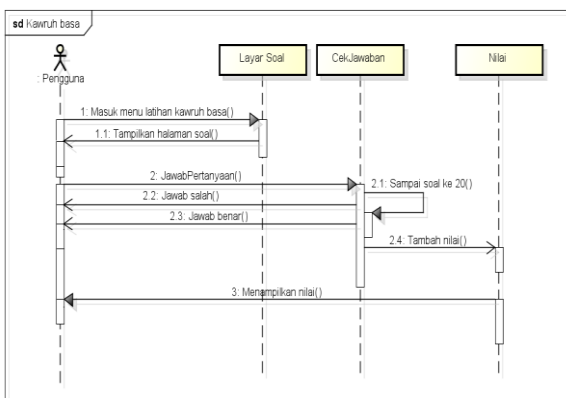 sd Kawruh basa
: Pengguna
Layar Soal
CekJawaban
Nilai
1: Masuk menu latihan kawruh basa()
1.1: Tampilkan halaman soal()
2: JawabPertanyaan()
2.1: Sampai soal ke 20()
2.2: Jawab salah()
2.3: Jawab benar()
2.4: Tambah nilai()
3: Menampilkan nilai()